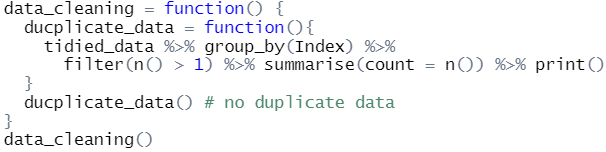 data_cleaning = function() {
  ducplicate_data = function(){
    tidied_data %>% group_by(Index) %>%
      filter(n() > 1) %>% summarise(count = n()) %>% print()
  }
  ducplicate_data() # no duplicate data
}
data_cleaning()